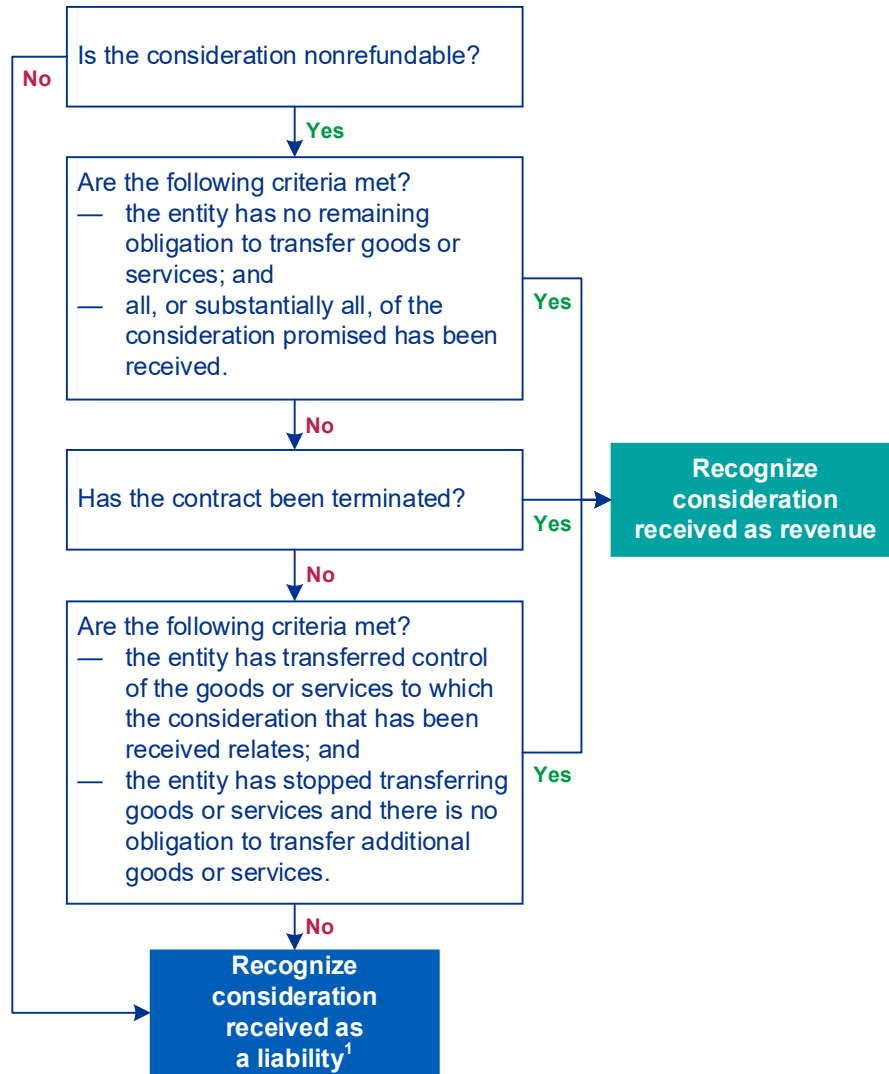 Is the consideration nonrefundable?
No
Yes
Are the following criteria met?
— the entity has no remaining
obligation to transfer goods or
services; and
— all, or substantially all, of the
consideration promised has been
received.
Yes
No
Has the contract been terminated?
Yes
Recognize
consideration
received as revenue
No
Are the following criteria met?
— the entity has transferred control
of the goods or services to which
the consideration that has been
received relates; and
— the entity has stopped transferring
goods or services and there is no
obligation to transfer additional
goods or services.
Yes
No
Recognize
consideration
received as
a liability¹